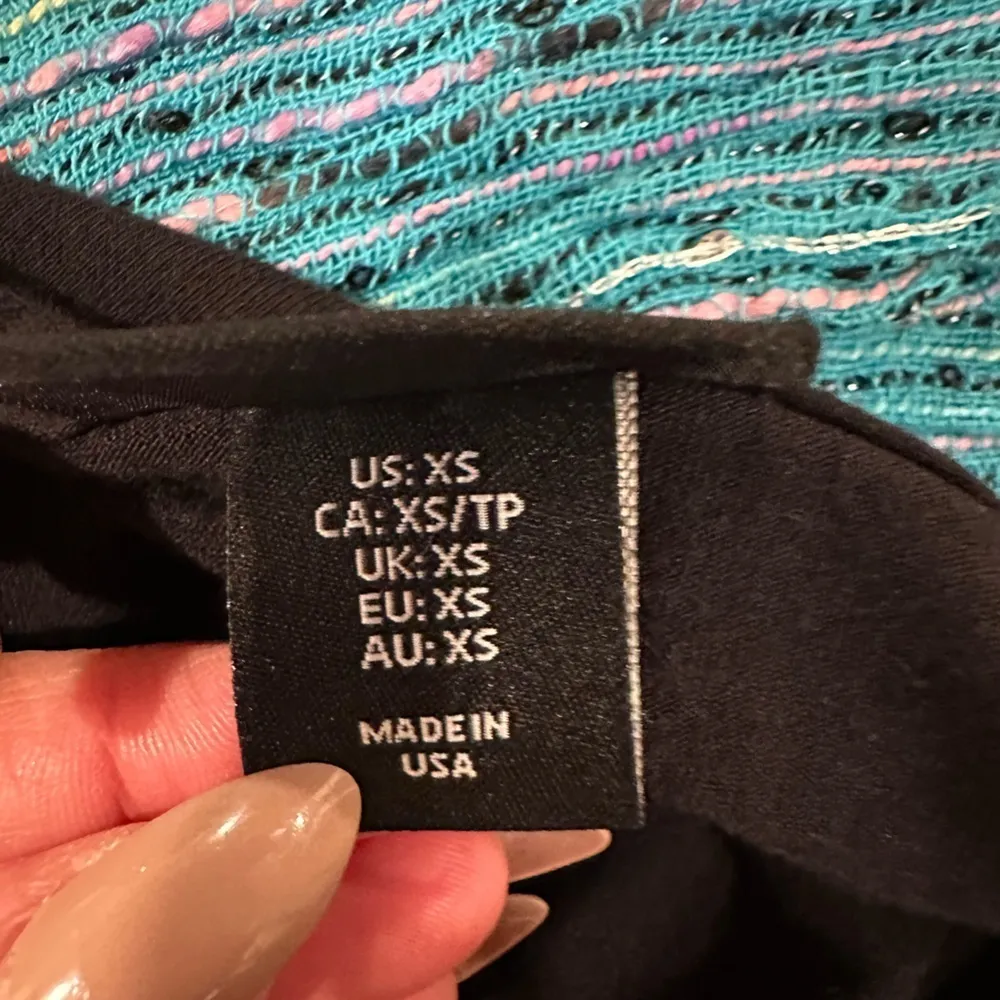 US: XS
CA: XS/TP
UK: XS
EU: XS
AU: XS
MADE IN
USA